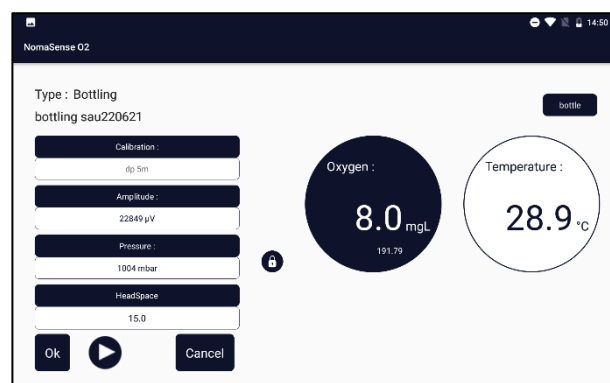 14:50
NomaSense O2
Type : Bottling
bottling sau220621
bottle
Calibration :
dp 5m
Amplitude :
22849 µV
Pressure :
1004 mbar
HeadSpace
15.0
Ok
Cancel
Oxygen :
8.0 mgL
191.79
Temperature :
28.9 °C